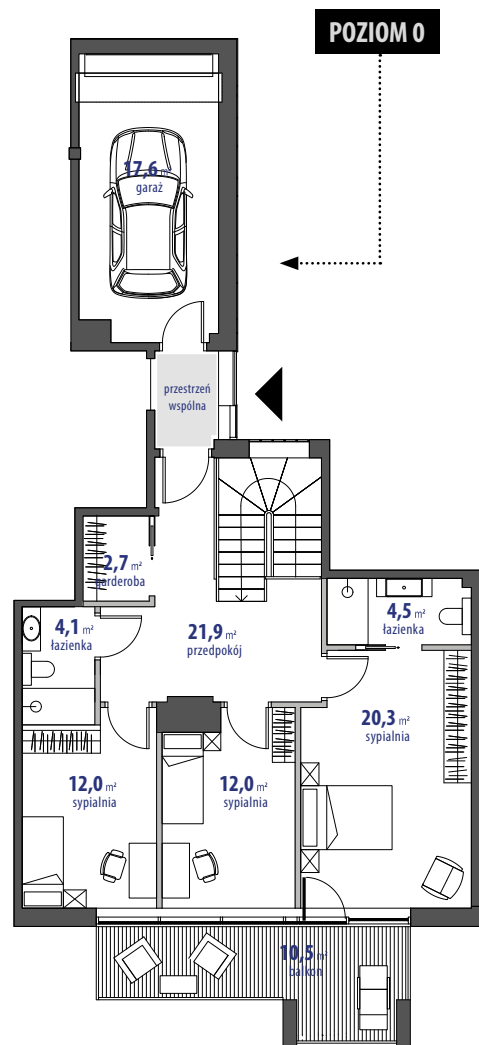 POZIOM 0
17,6 m²
garaż
przestrzeń
wspólna
2,7 m²
garderoba
4,1 m²
łazienka
21,9 m²
przedpokój
4,5 m²
łazienka
20,3 m²
sypialnia
12,0 m²
sypialnia
12,0 m²
sypialnia
10,5 m²
balkon